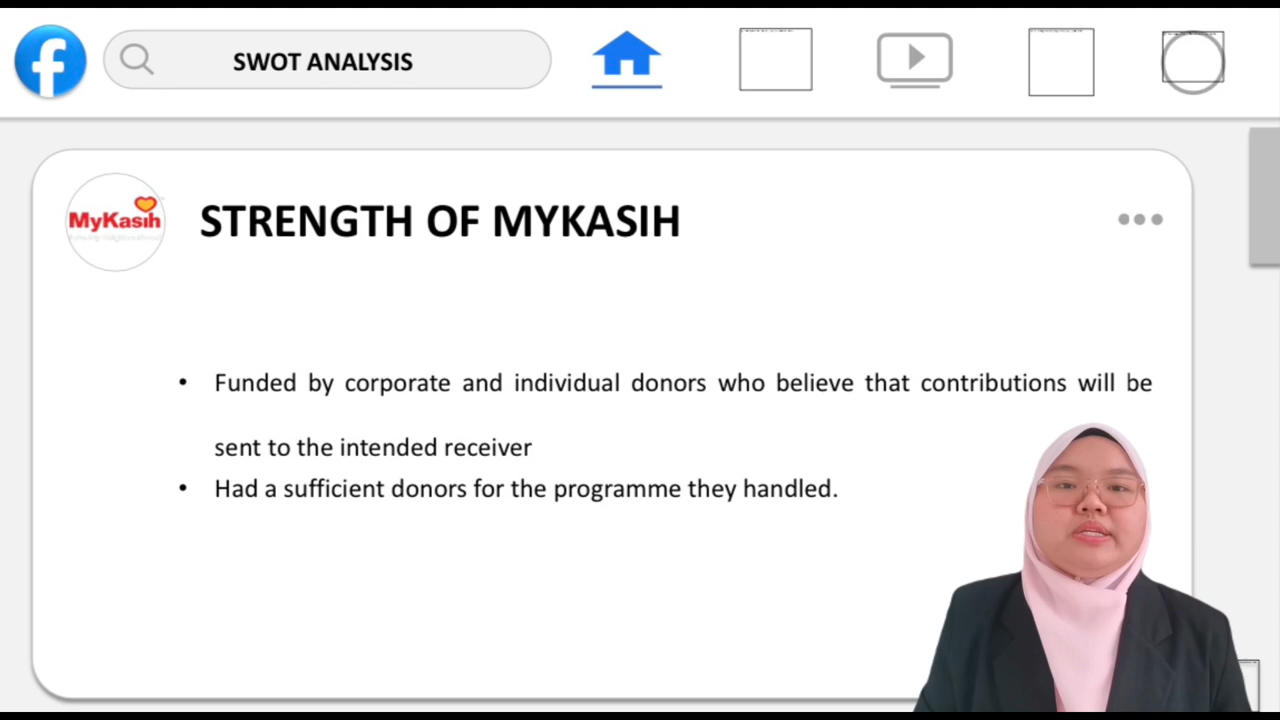 SWOT ANALYSIS
MyKasih
STRENGTH OF MYKASIH
• Funded by corporate and individual donors who believe that contributions will be
sent to the intended receiver
• Had a sufficient donors for the programme they handled.